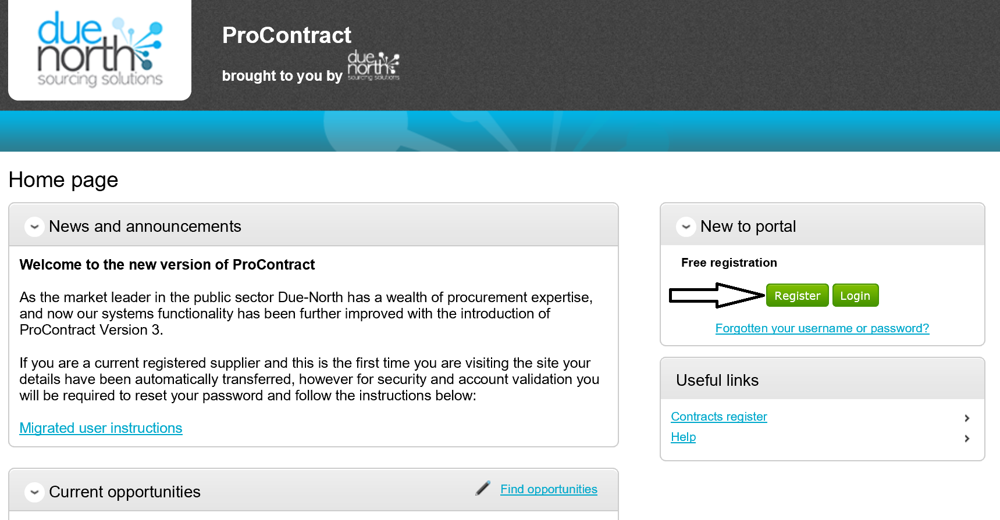 due
north
sourcing solutions
ProContract
brought to you by due north sourcing solutions
Home page
News and announcements
Welcome to the new version of ProContract
As the market leader in the public sector Due-North has a wealth of procurement expertise,
and now our systems functionality has been further improved with the introduction of
ProContract Version 3.
If you are a current registered supplier and this is the first time you are visiting the site your
details have been automatically transferred, however for security and account validation you
will be required to reset your password and follow the instructions below:
Migrated user instructions
Current opportunities
Find opportunities
New to portal
Free registration
Register Login
Forgotten your username or password?
Useful links
Contracts register
Help